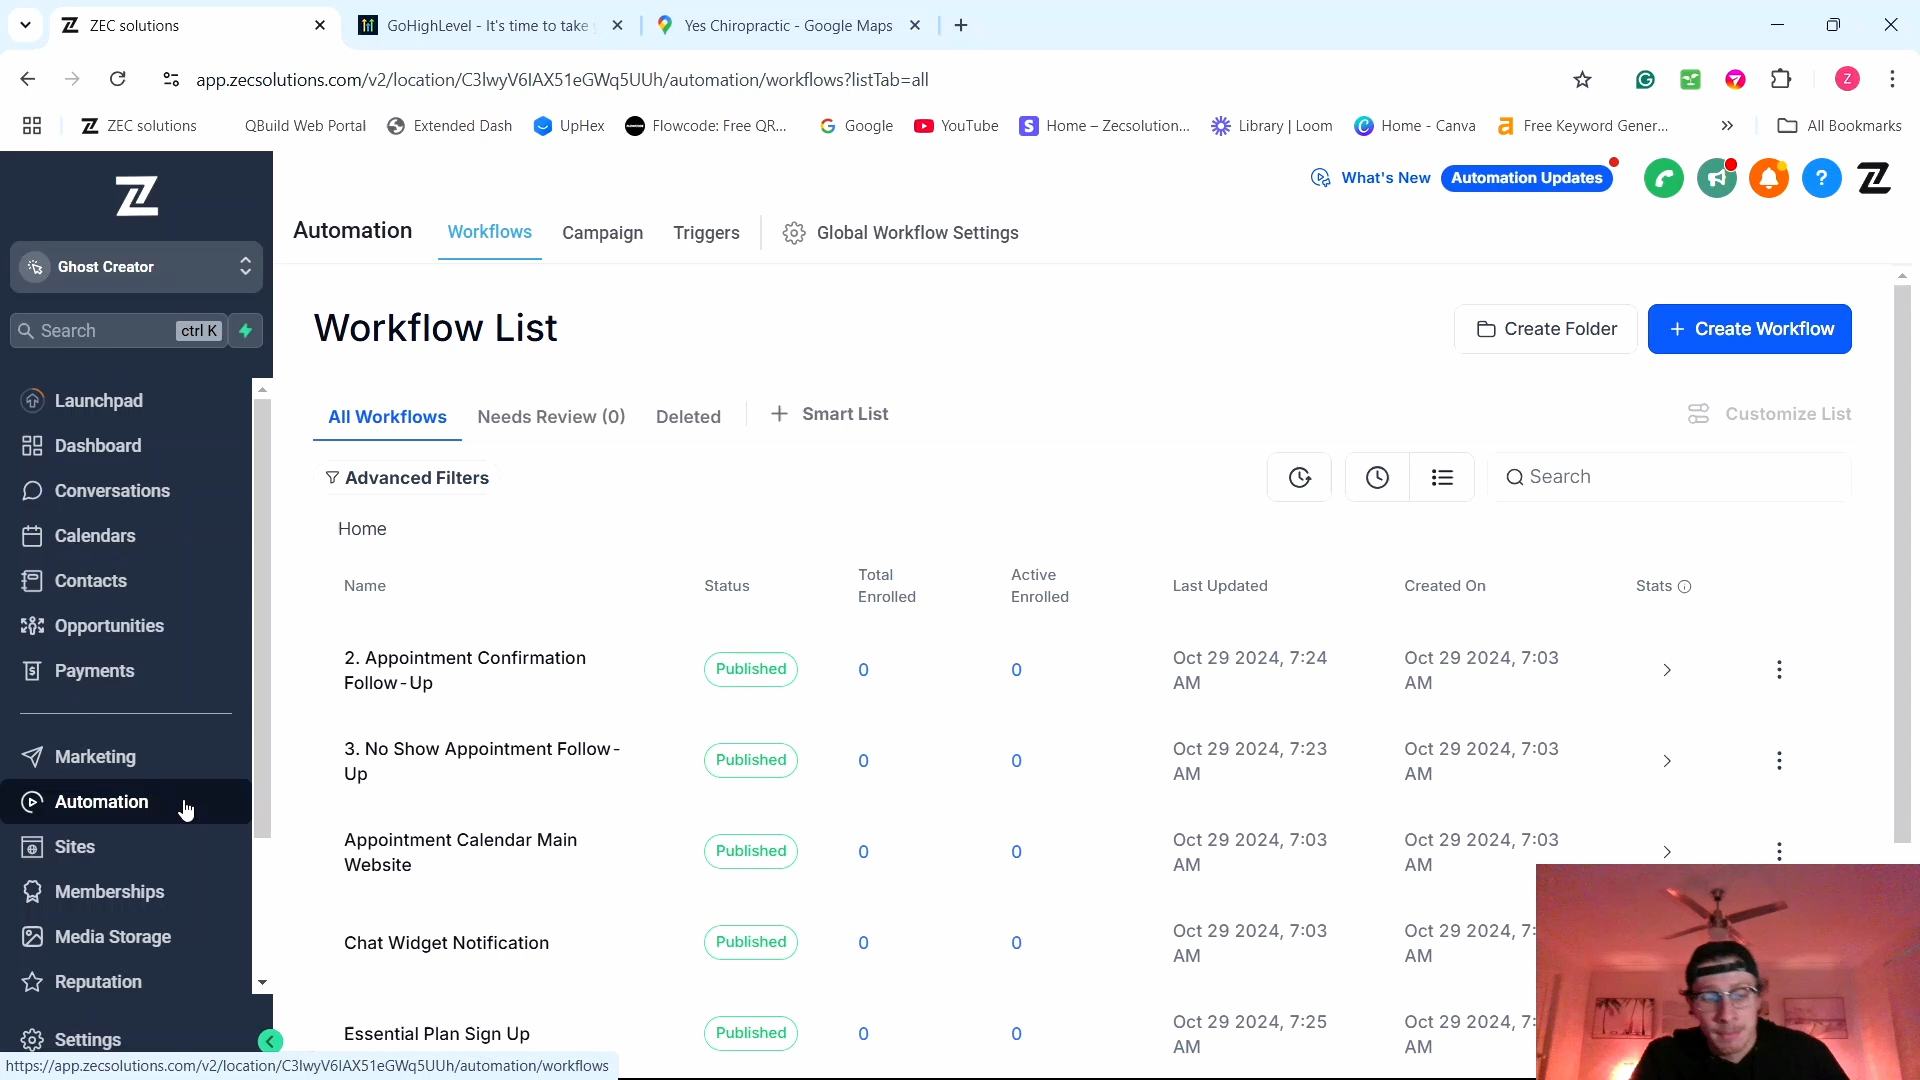 ZEC solutions
GoHighLevel - It's time to take
Yes Chiropractic - Google Maps
app.zecsolutions.com/v2/location/C3lwyV6IAX51eGWq5UUh/automation/workflows?listTab=all
Z
ZEC solutions
QBuild Web Portal
Extended Dash
UpHex
Flowcode: Free QR...
Google
YouTube
Home – Zecsolution...
Library | Loom
Home - Canva
Free Keyword Gener...
All Bookmarks
What's New
Automation Updates
Ghost Creator
Search
ctrl K
Launchpad
Dashboard
Conversations
Calendars
Contacts
Opportunities
Payments
Marketing
Automation
Sites
Memberships
Media Storage
Reputation
Settings
Automation
Workflows
Campaign
Triggers
Global Workflow Settings
Workflow List
Create Folder
+ Create Workflow
All Workflows
Needs Review (0)
Deleted
+ Smart List
Customize List
Advanced Filters
Search
Home
Name
Status
Total
Enrolled
Active
Enrolled
Last Updated
Created On
Stats
2. Appointment Confirmation
Follow-Up
Published
0
0
Oct 29 2024, 7:24
AM
Oct 29 2024, 7:03
AM
3. No Show Appointment Follow-
Up
Published
0
0
Oct 29 2024, 7:23
AM
Oct 29 2024, 7:03
AM
Appointment Calendar Main
Website
Published
0
0
Oct 29 2024, 7:03
AM
Oct 29 2024, 7:03
AM
Chat Widget Notification
Published
0
0
Oct 29 2024, 7:03
AM
Oct 29 2024, 7:
AM
Essential Plan Sign Up
Published
0
0
Oct 29 2024, 7:25
AM
Oct 29 2024, 7:
AM
https://app.zecsolutions.com/v2/location/C3lwyV6IAX51eGWq5UUh/automation/workflows